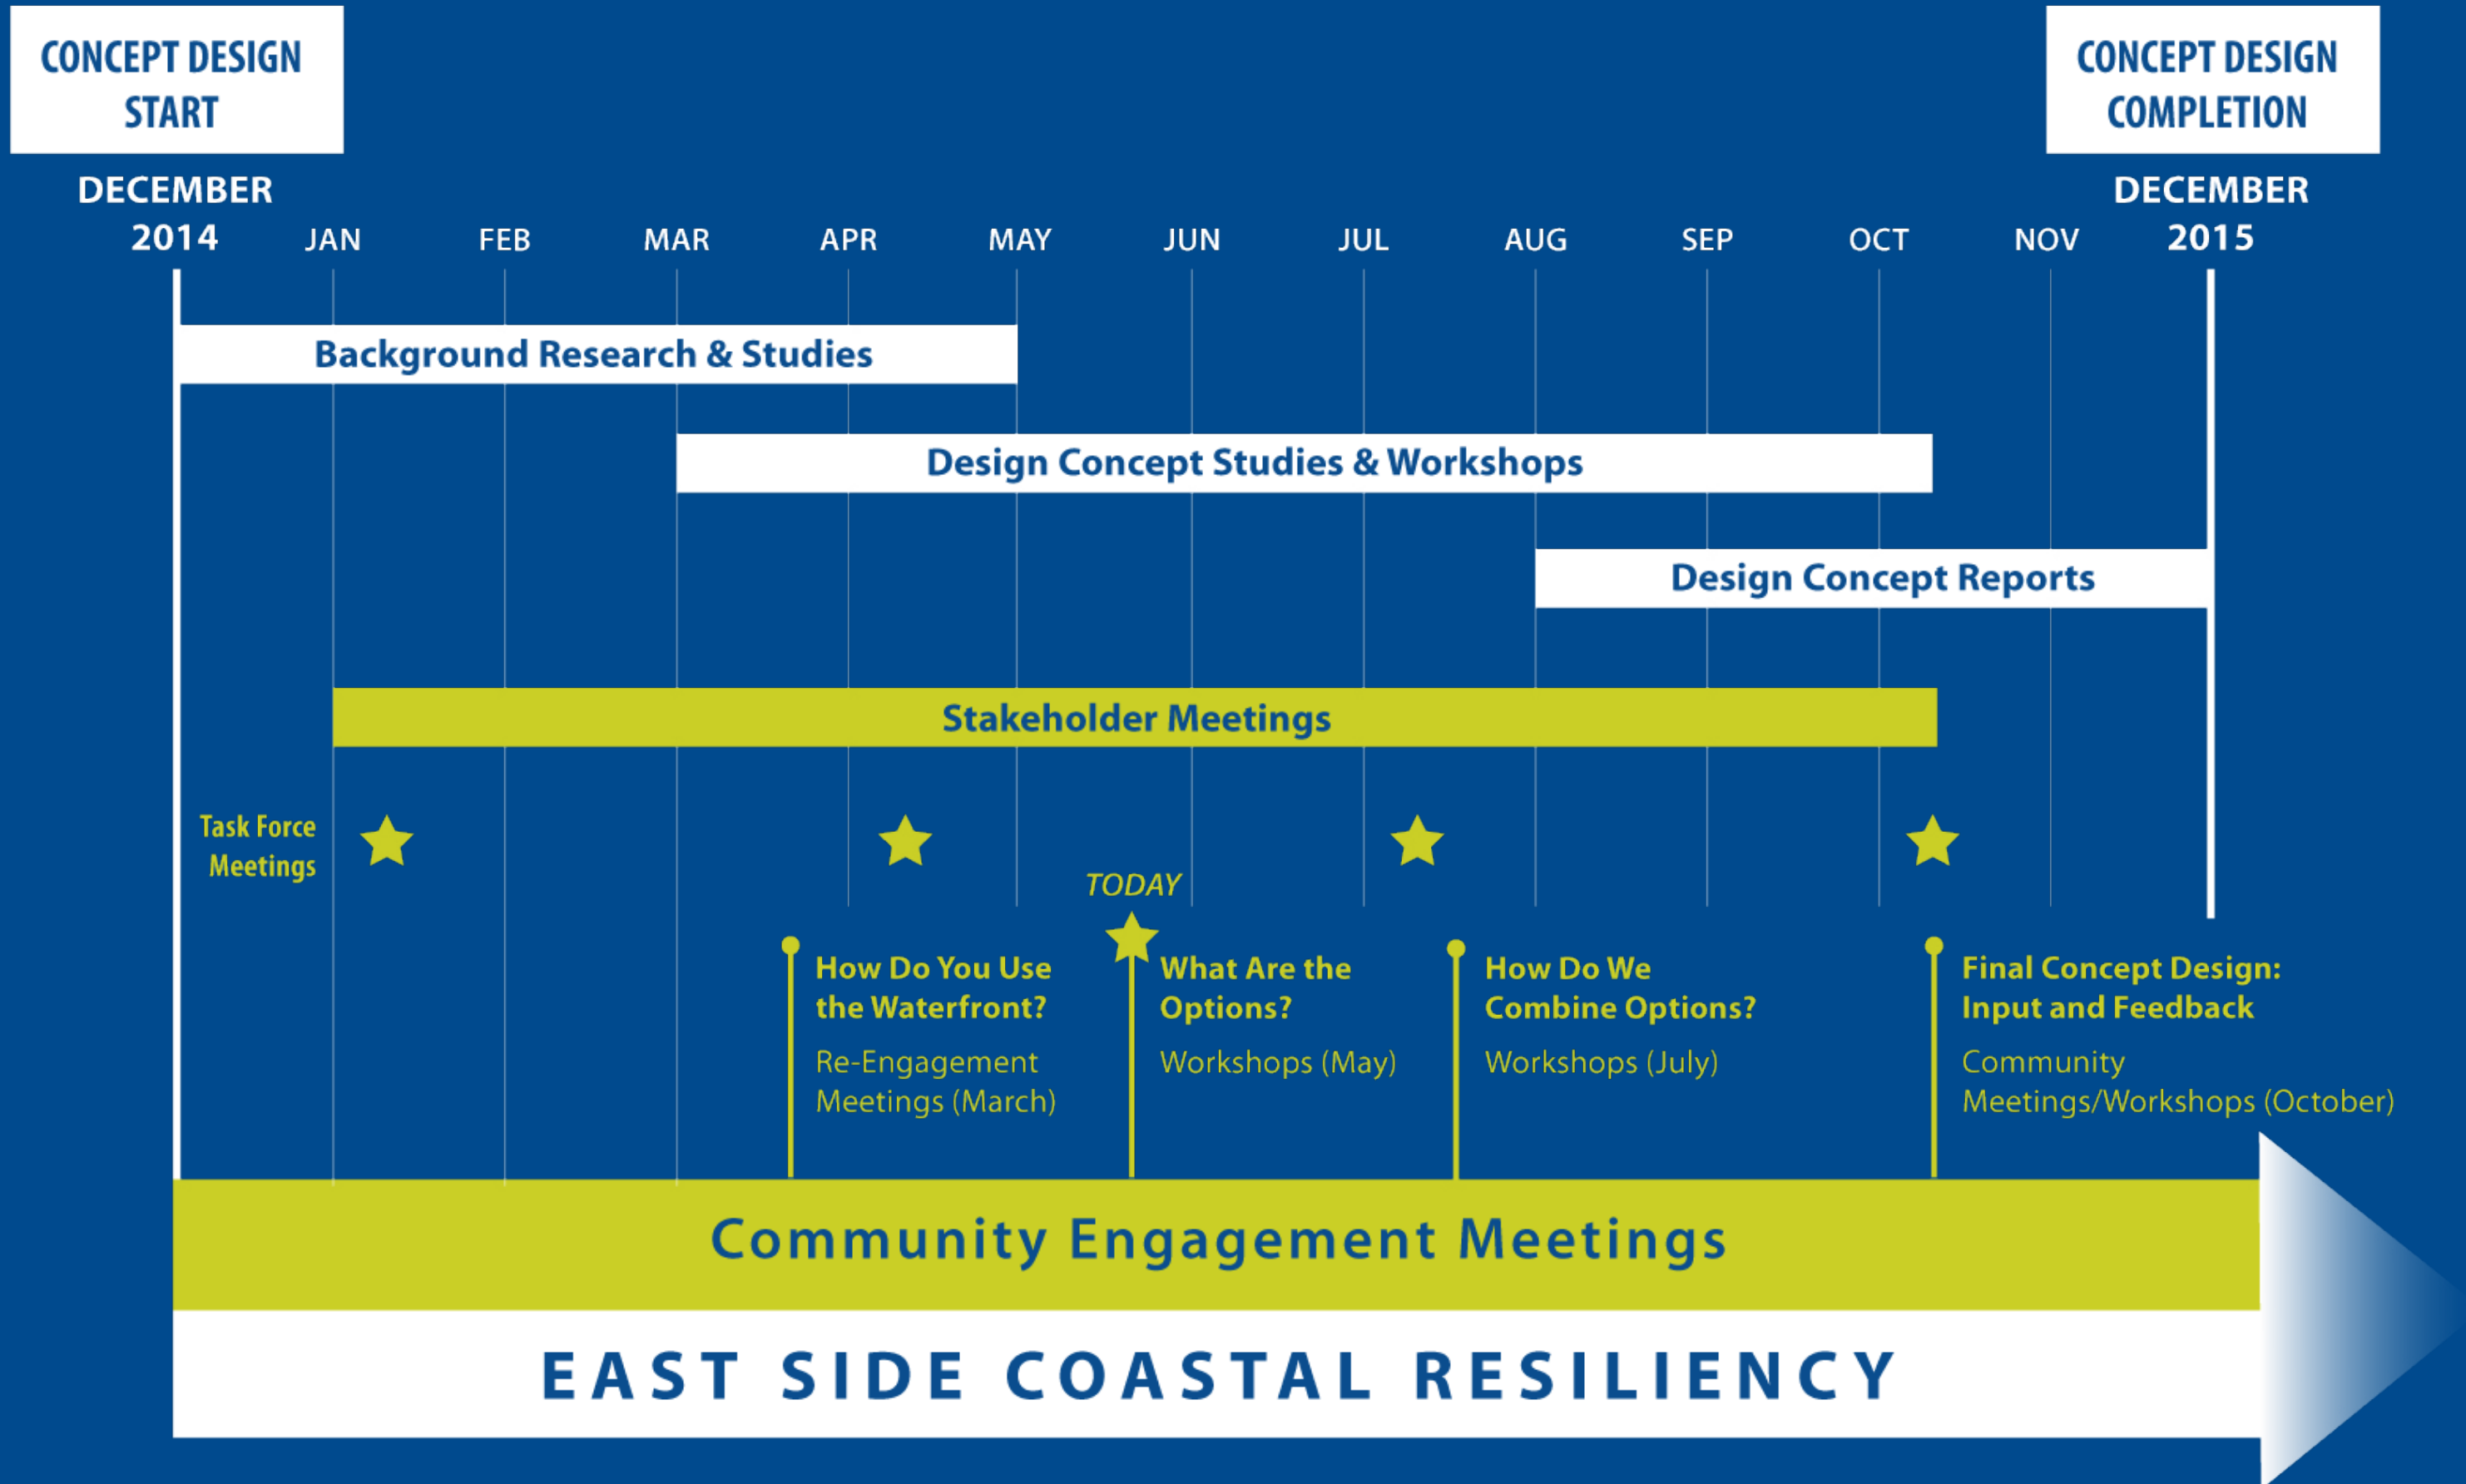 CONCEPT DESIGN
START
CONCEPT DESIGN
COMPLETION
DECEMBER
2014
JAN
FEB
MAR
APR
MAY
JUN
JUL
AUG
SEP
OCT
NOV
DECEMBER
2015
Background Research & Studies
Design Concept Studies & Workshops
Design Concept Reports
Stakeholder Meetings
Task Force
Meetings
TODAY
How Do You Use
the Waterfront?
Re-Engagement
Meetings (March)
What Are the
Options?
Workshops (May)
How Do We
Combine Options?
Workshops (July)
Final Concept Design:
Input and Feedback
Community
Meetings/Workshops (October)
Community Engagement Meetings
EAST SIDE COASTAL RESILIENCY